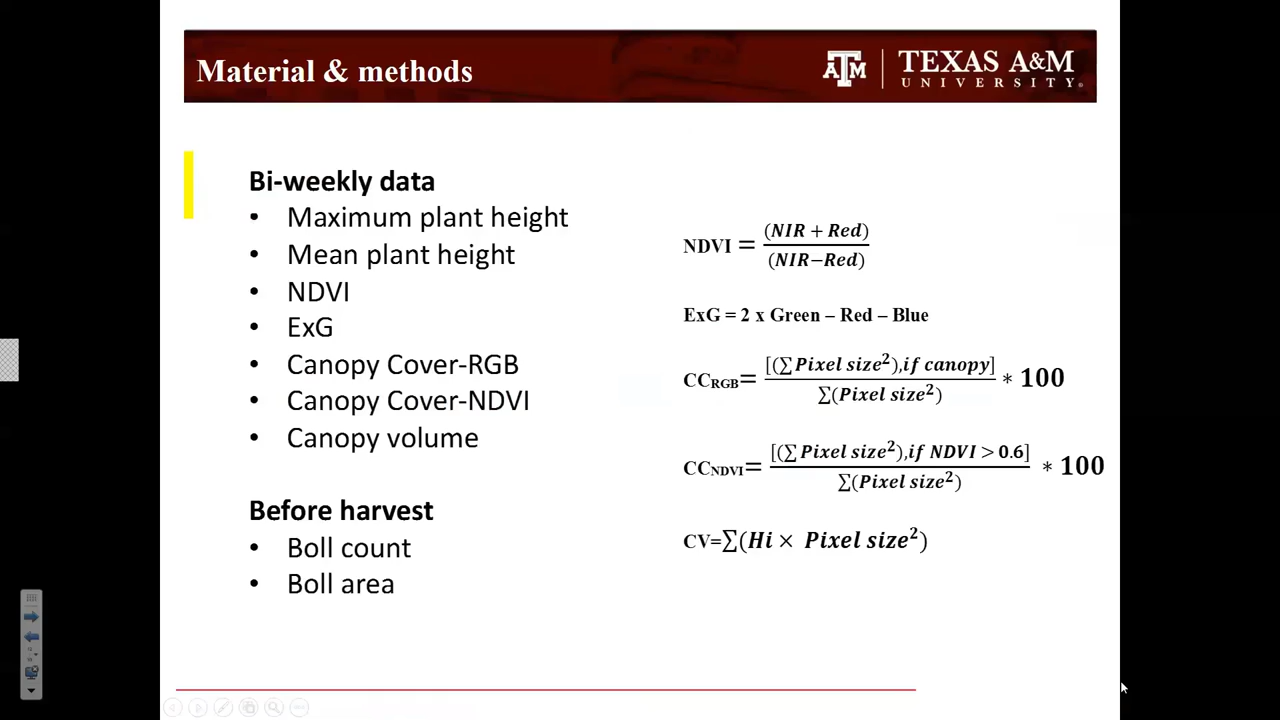 Material & methods
TEXAS A&M
UNIVERSITY
Bi-weekly data
• Maximum plant height
• Mean plant height
• NDVI
• ExG
• Canopy Cover-RGB
• Canopy Cover-NDVI
• Canopy volume
Before harvest
• Boll count
• Boll area
NDVI = (NIR + Red) / (NIR−Red)
ExG = 2 x Green – Red – Blue
CCRGB= [(∑ Pixel size²),if canopy] / ∑(Pixel size²) * 100
CCNDVI= [(∑ Pixel size²),if NDVI > 0.6] / ∑(Pixel size²) * 100
CV=∑(Hi × Pixel size²)